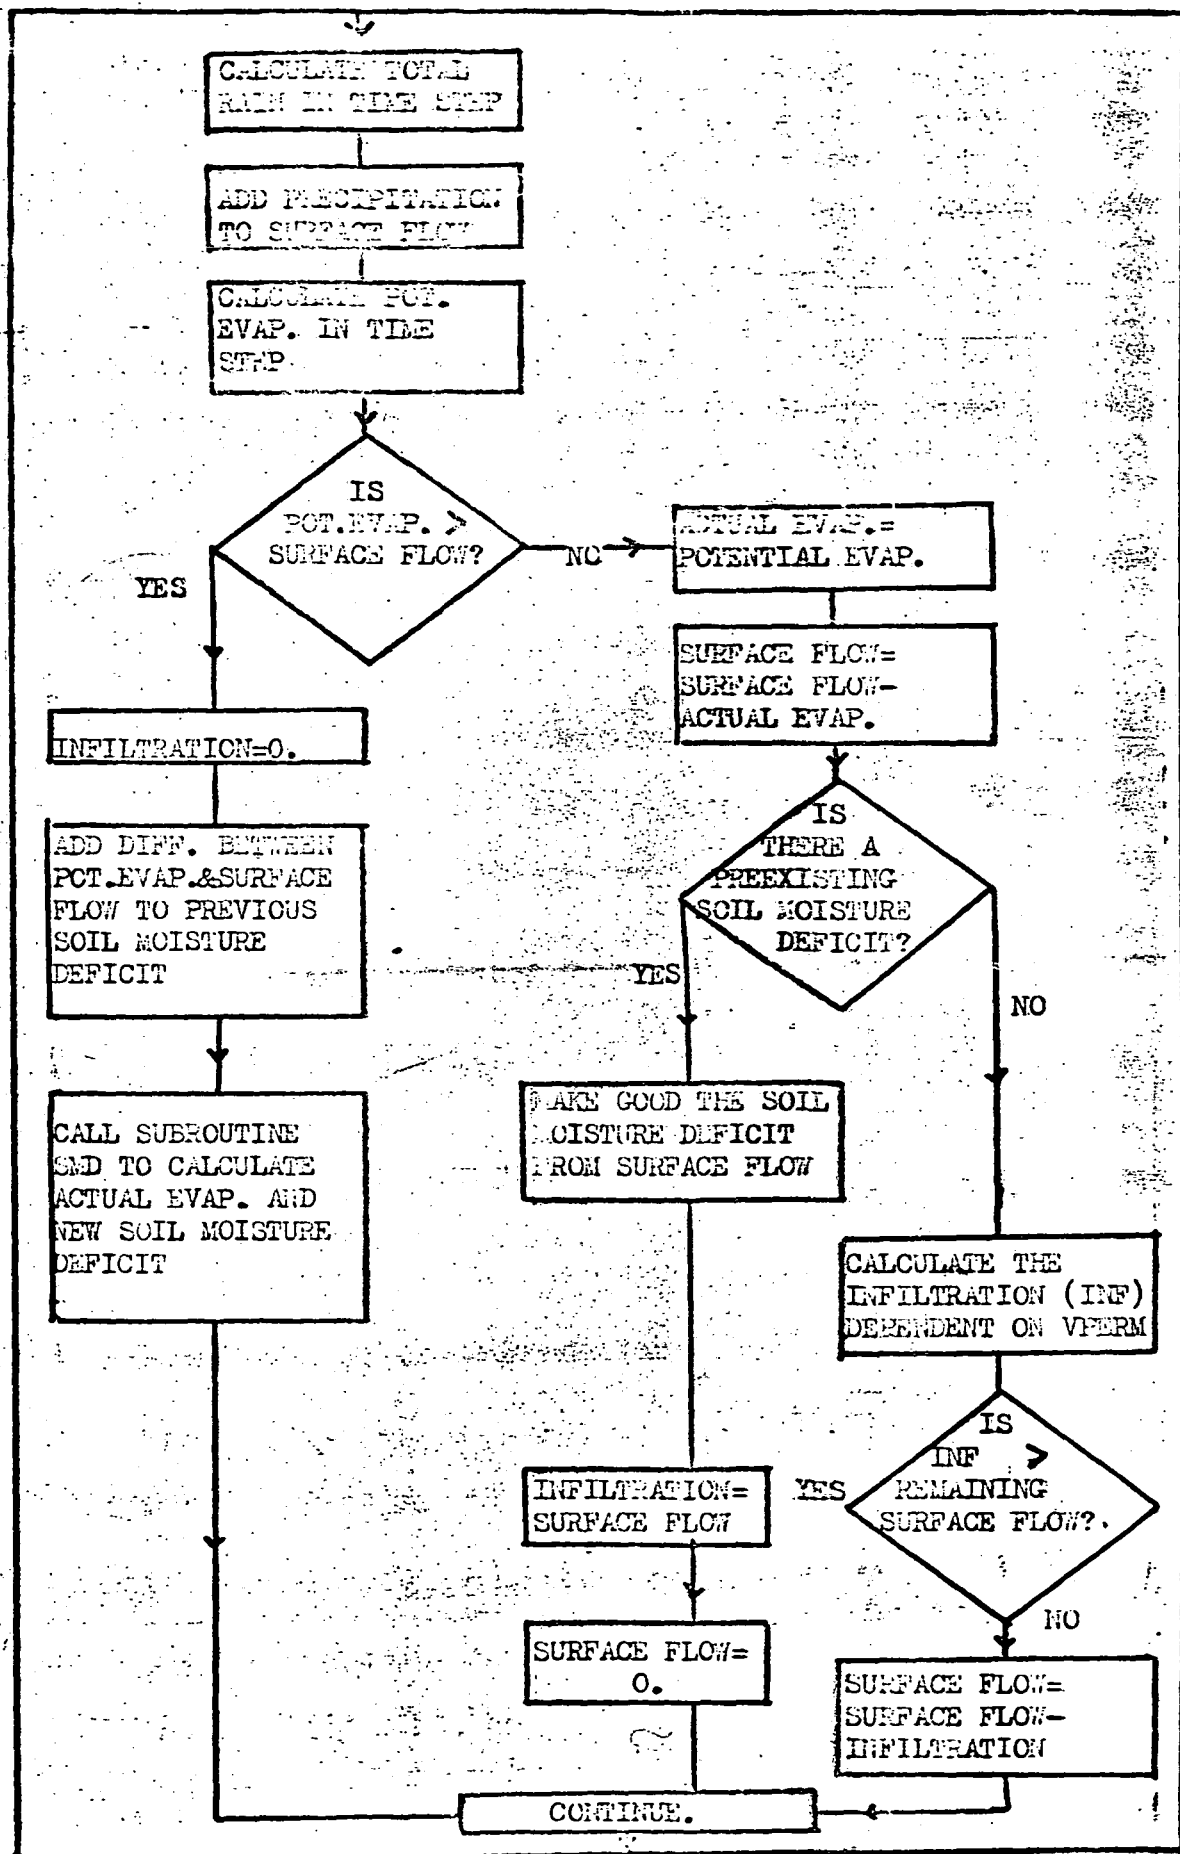 CALCULATE TOTAL
RAIN IN TIME STEP
ADD PRECIPITATION
TO SURFACE FLOW
CALCULATE POT.
EVAP. IN TIME
STEP
IS
POT.EVAP. >
SURFACE FLOW?
YES
NO
ACTUAL EVAP.=
POTENTIAL EVAP.
SURFACE FLOW=
SURFACE FLOW-
ACTUAL EVAP.
INFILTRATION=0.
ADD DIFF. BETWEEN
POT.EVAP.&SURFACE
FLOW TO PREVIOUS
SOIL MOISTURE
DEFICIT
CALL SUBROUTINE
SMD TO CALCULATE
ACTUAL EVAP. AND
NEW SOIL MOISTURE
DEFICIT
IS
THERE A
PREEXISTING
SOIL MOISTURE
DEFICIT?
YES
NO
MAKE GOOD THE SOIL
MOISTURE DEFICIT
FROM SURFACE FLOW
INFILTRATION=
SURFACE FLOW
SURFACE FLOW=
0.
CALCULATE THE
INFILTRATION (INF)
DEPENDENT ON VPERM
IS
INF >
REMAINING
SURFACE FLOW?.
YES
NO
SURFACE FLOW=
SURFACE FLOW-
INFILTRATION
CONTINUE.